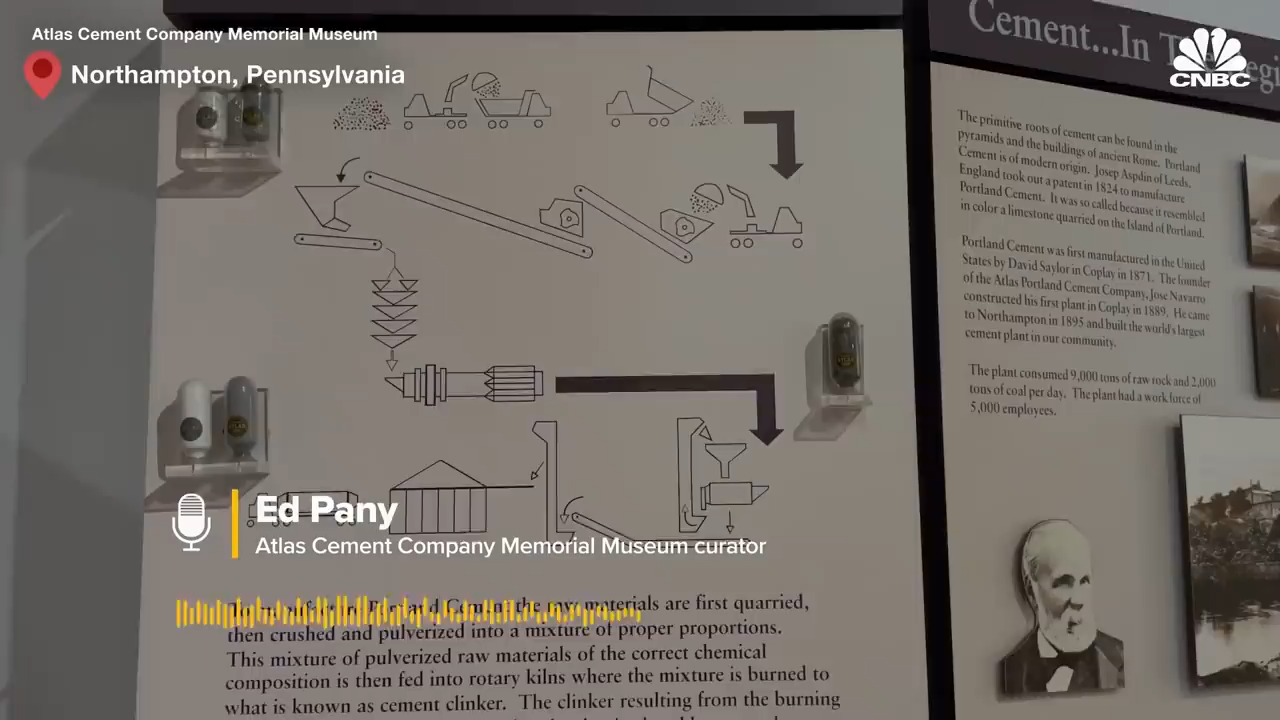 Atlas Cement Company Memorial Museum
Northampton, Pennsylvania
CNBC
Cement...In
The primitive roots of cement can be found in the
pyramids and the buildings of ancient Rome. Portland
Cement is of modern origin. Josep Aspdin of Leeds,
England took out a patent in 1824 to manufacture
Portland Cement. It was so called because it resembled
in color a limestone quarried on the Island of Portland.
Portland Cement was first manufactured in the United
States by David Saylor in Coplay in 1871. The founder
of the Atlas Portland Cement Company, Jose Navarro
constructed his first plant in Coplay in 1889. He came
to Northampton in 1895 and built the world's largest
cement plant in our community.
The plant consumed 9,000 tons of raw rock and 2,000
tons of coal per day. The plant had a work force of
5,000 employees.
Ed Pany
Atlas Cement Company Memorial Museum curator
Portland Cement the raw materials are first quarried,
then crushed and pulverized into a mixture of proper proportions.
This mixture of pulverized raw materials of the correct chemical
composition is then fed into rotary kilns where the mixture is burned to
what is known as cement clinker. The clinker resulting from the burning